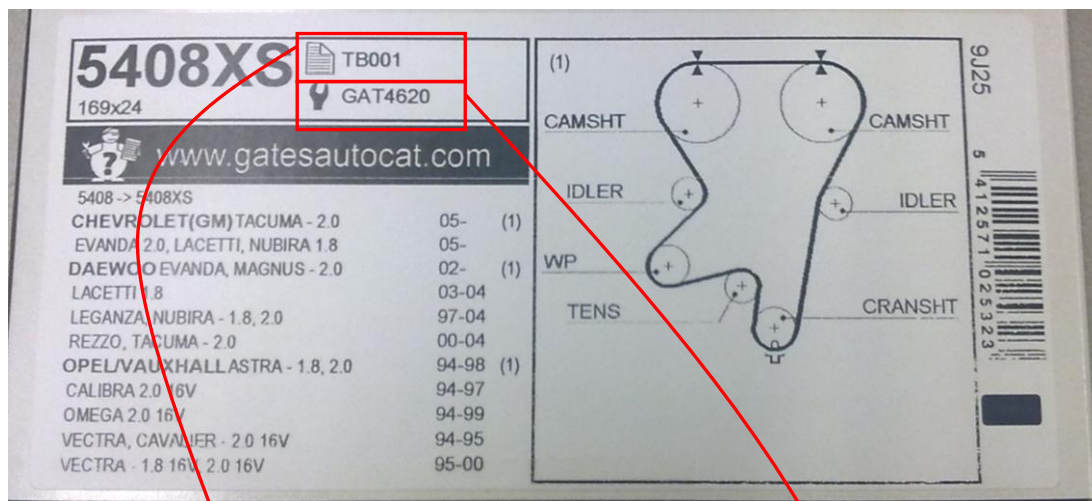 5408XS
TB001
169x24
GAT4620
www.gatesautocat.com
5408 -> 5408XS
CHEVROLET(GM) TACUMA - 2.0 05- (1)
EVANDA 2.0, LACETTI, NUBIRA 1.8 05-
DAEWOO EVANDA, MAGNUS - 2.0 02- (1)
LACETTI 1.8 03-04
LEGANZA, NUBIRA - 1.8, 2.0 97-04
REZZO, TACUMA - 2.0 00-04
OPEL/VAUXHALL ASTRA - 1.8, 2.0 94-98 (1)
CALIBRA 2.0 16V 94-97
OMEGA 2.0 16V 94-99
VECTRA, CAVALIER - 2.0 16V 94-95
VECTRA - 1.8 16V, 2.0 16V 95-00
(1)
CAMSHT
CAMSHT
IDLER
IDLER
WP
TENS
CRANSHT
9J25
5 412571 025323
?